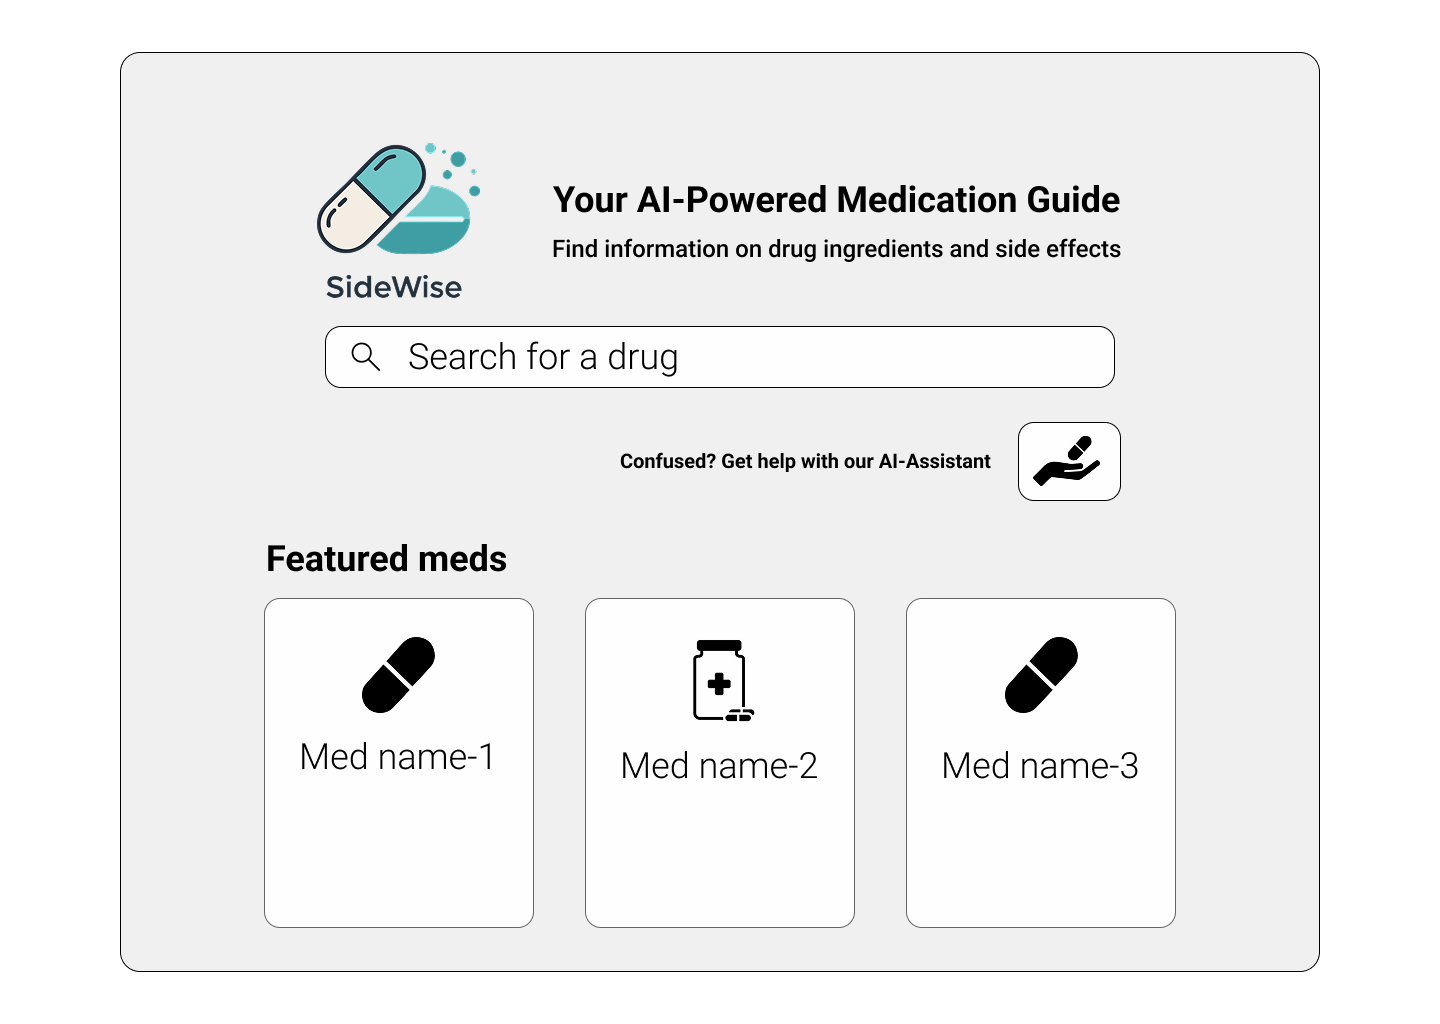 Your AI-Powered Medication Guide
Find information on drug ingredients and side effects
SideWise
Search for a drug
Confused? Get help with our AI-Assistant
Featured meds
Med name-1
Med name-2
Med name-3